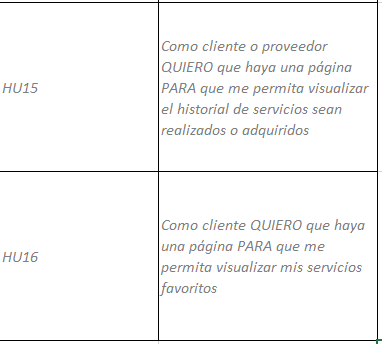 HU15
Como cliente o proveedor
QUIERO que haya una página
PARA que me permita visualizar
el historial de servicios sean
realizados o adquiridos
HU16
Como cliente QUIERO que haya
una página PARA que me
permita visualizar mis servicios
favoritos